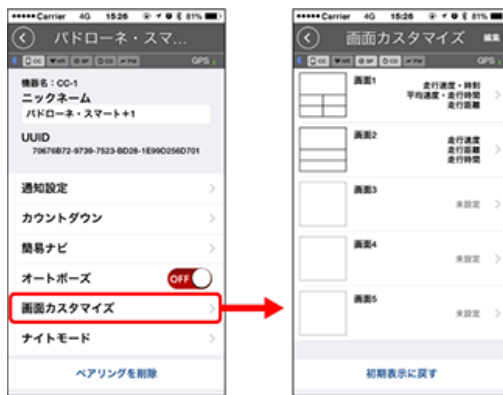 Carrier 4G 15:26 81%
パドローネ・スマ...
GPS
機器名：CC-1
ニックネーム
パドローネ・スマート+1
UUID
70676B72-9739-7523-BD28-1E99D256D701
通知設定
カウントダウン
簡易ナビ
オートポーズ
OFF
画面カスタマイズ
ナイトモード
ペアリングを削除
Carrier 4G 15:26 81%
画面カスタマイズ
編集
GPS
画面1
走行速度・時刻
平均速度・走行時間
走行距離
画面2
走行速度
走行距離
走行時間
画面3
未設定
画面4
未設定
画面5
未設定
初期表示に戻す